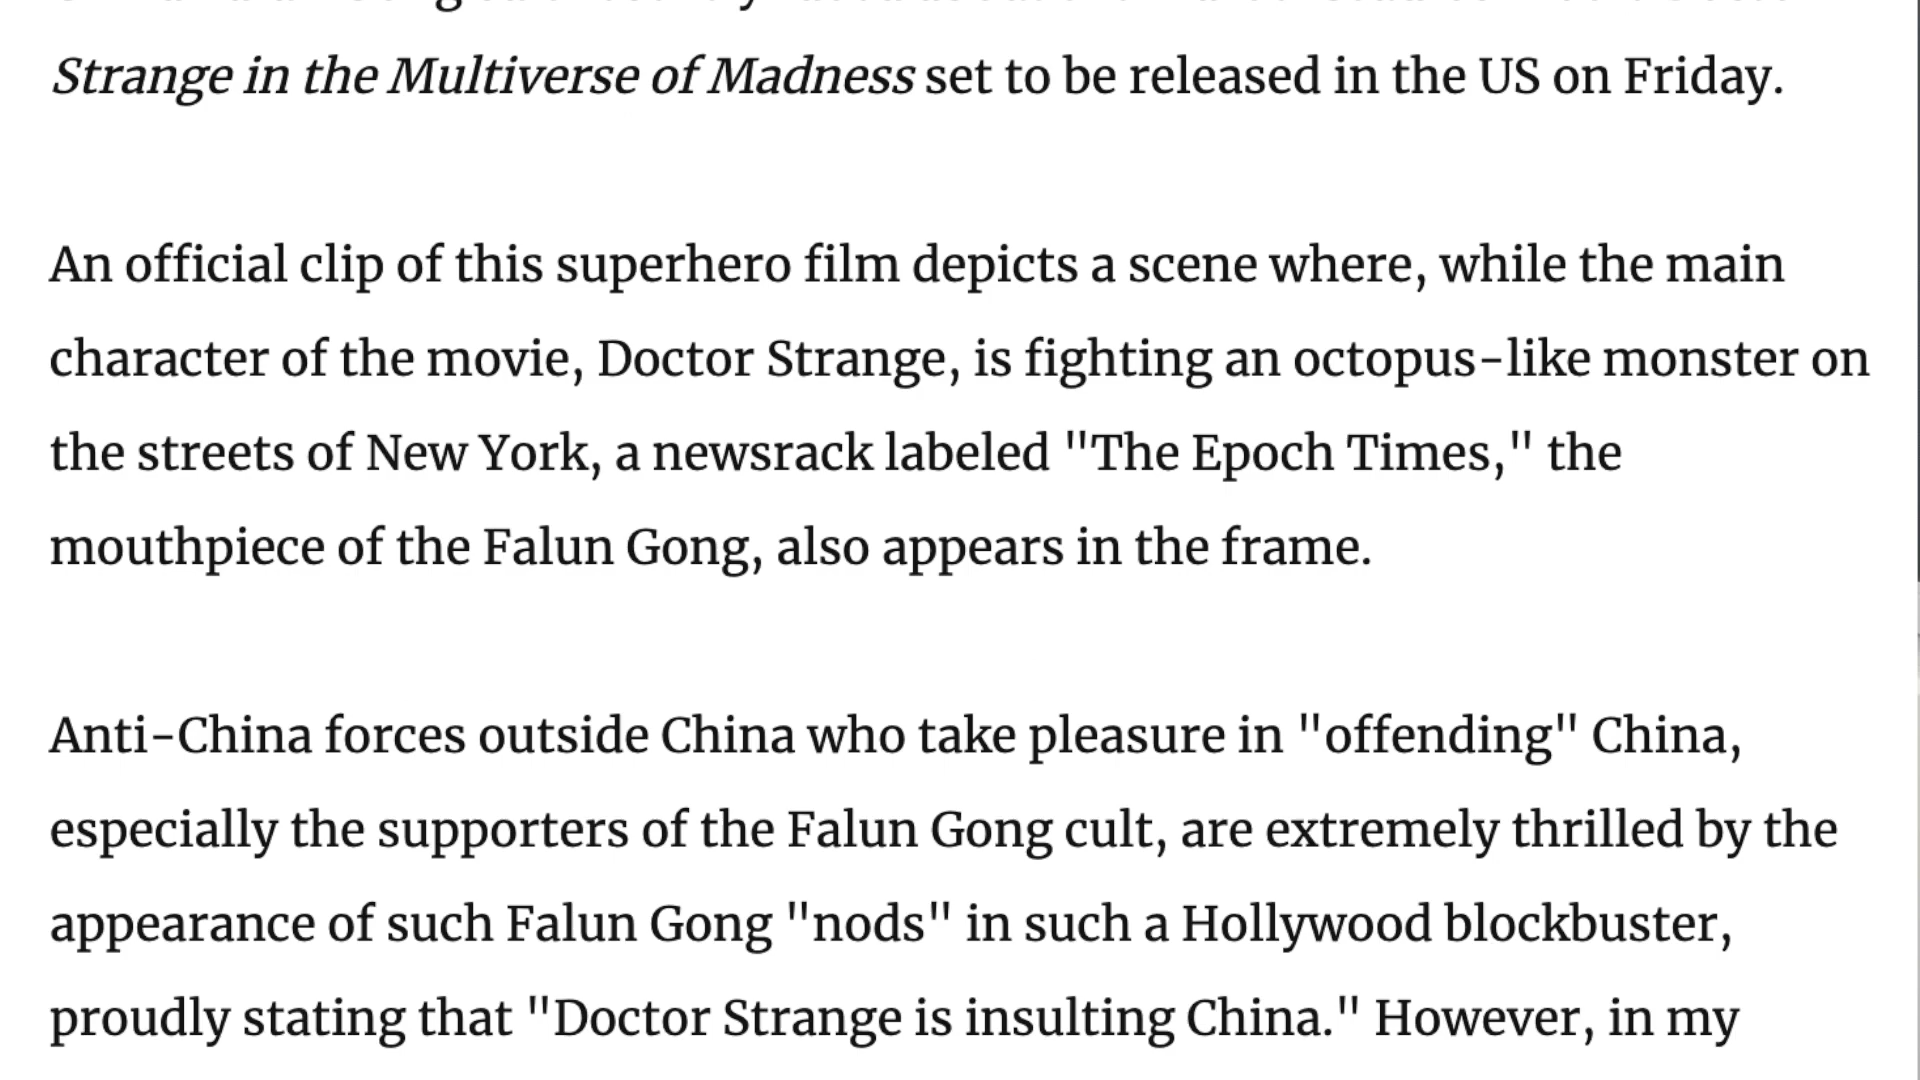 Strange in the Multiverse of Madness set to be released in the US on Friday.
An official clip of this superhero film depicts a scene where, while the main
character of the movie, Doctor Strange, is fighting an octopus-like monster on
the streets of New York, a newsrack labeled "The Epoch Times," the
mouthpiece of the Falun Gong, also appears in the frame.
Anti-China forces outside China who take pleasure in "offending" China,
especially the supporters of the Falun Gong cult, are extremely thrilled by the
appearance of such Falun Gong "nods" in such a Hollywood blockbuster,
proudly stating that "Doctor Strange is insulting China." However, in my